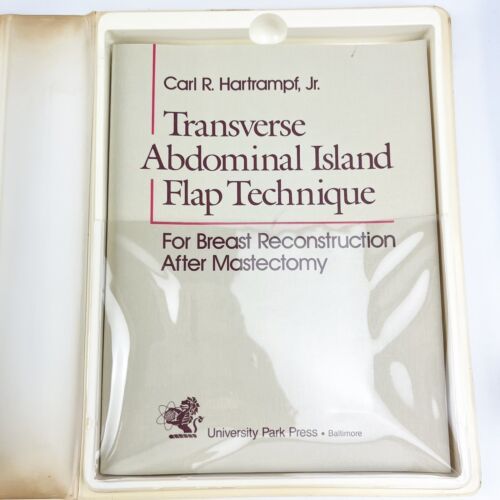 Carl R. Hartrampf, Jr.
Transverse
Abdominal Island
Flap Technique
For Breast Reconstruction
After Mastectomy
University Park Press • Baltimore